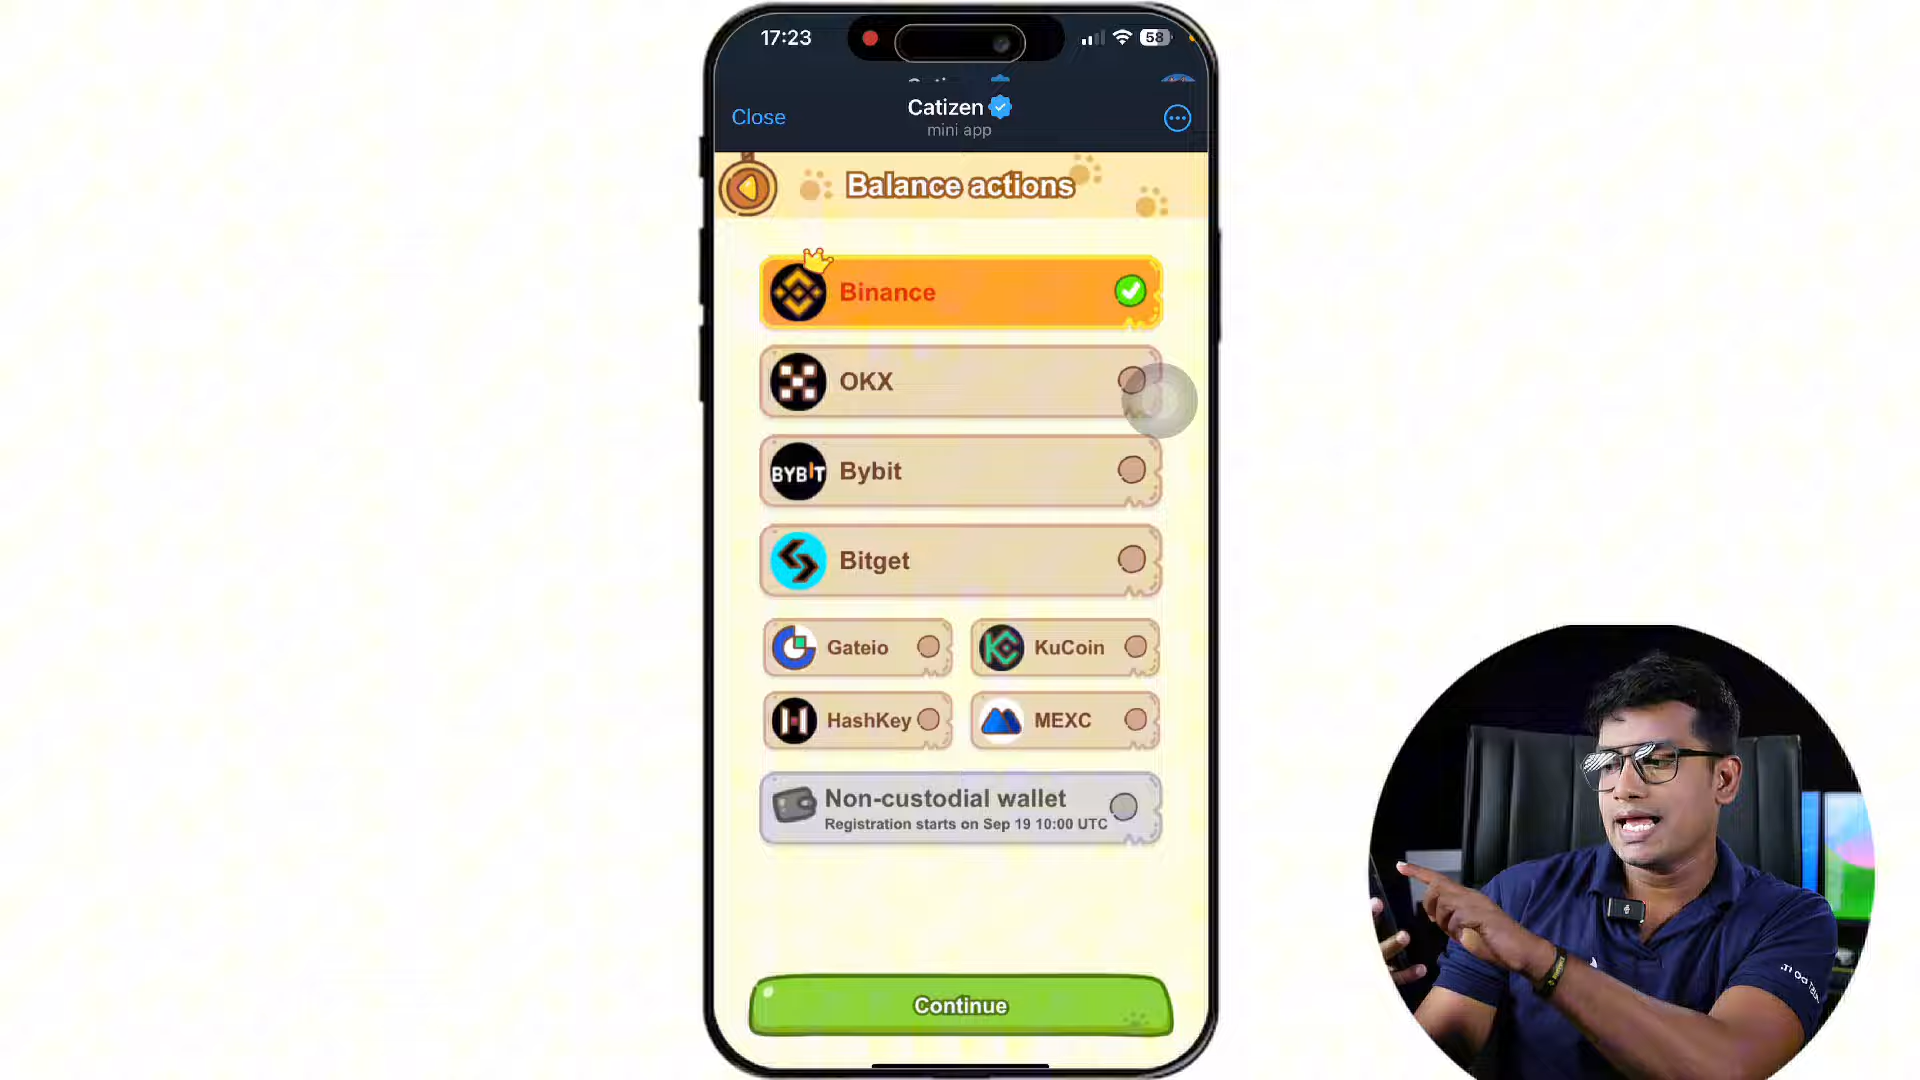 17:23
58
Close
Catizen
mini app
Balance actions
Binance
OKX
BYBIT
Bybit
Bitget
Gateio
KuCoin
HashKey
MEXC
Non-custodial wallet
Registration starts on Sep 19 10:00 UTC
Continue